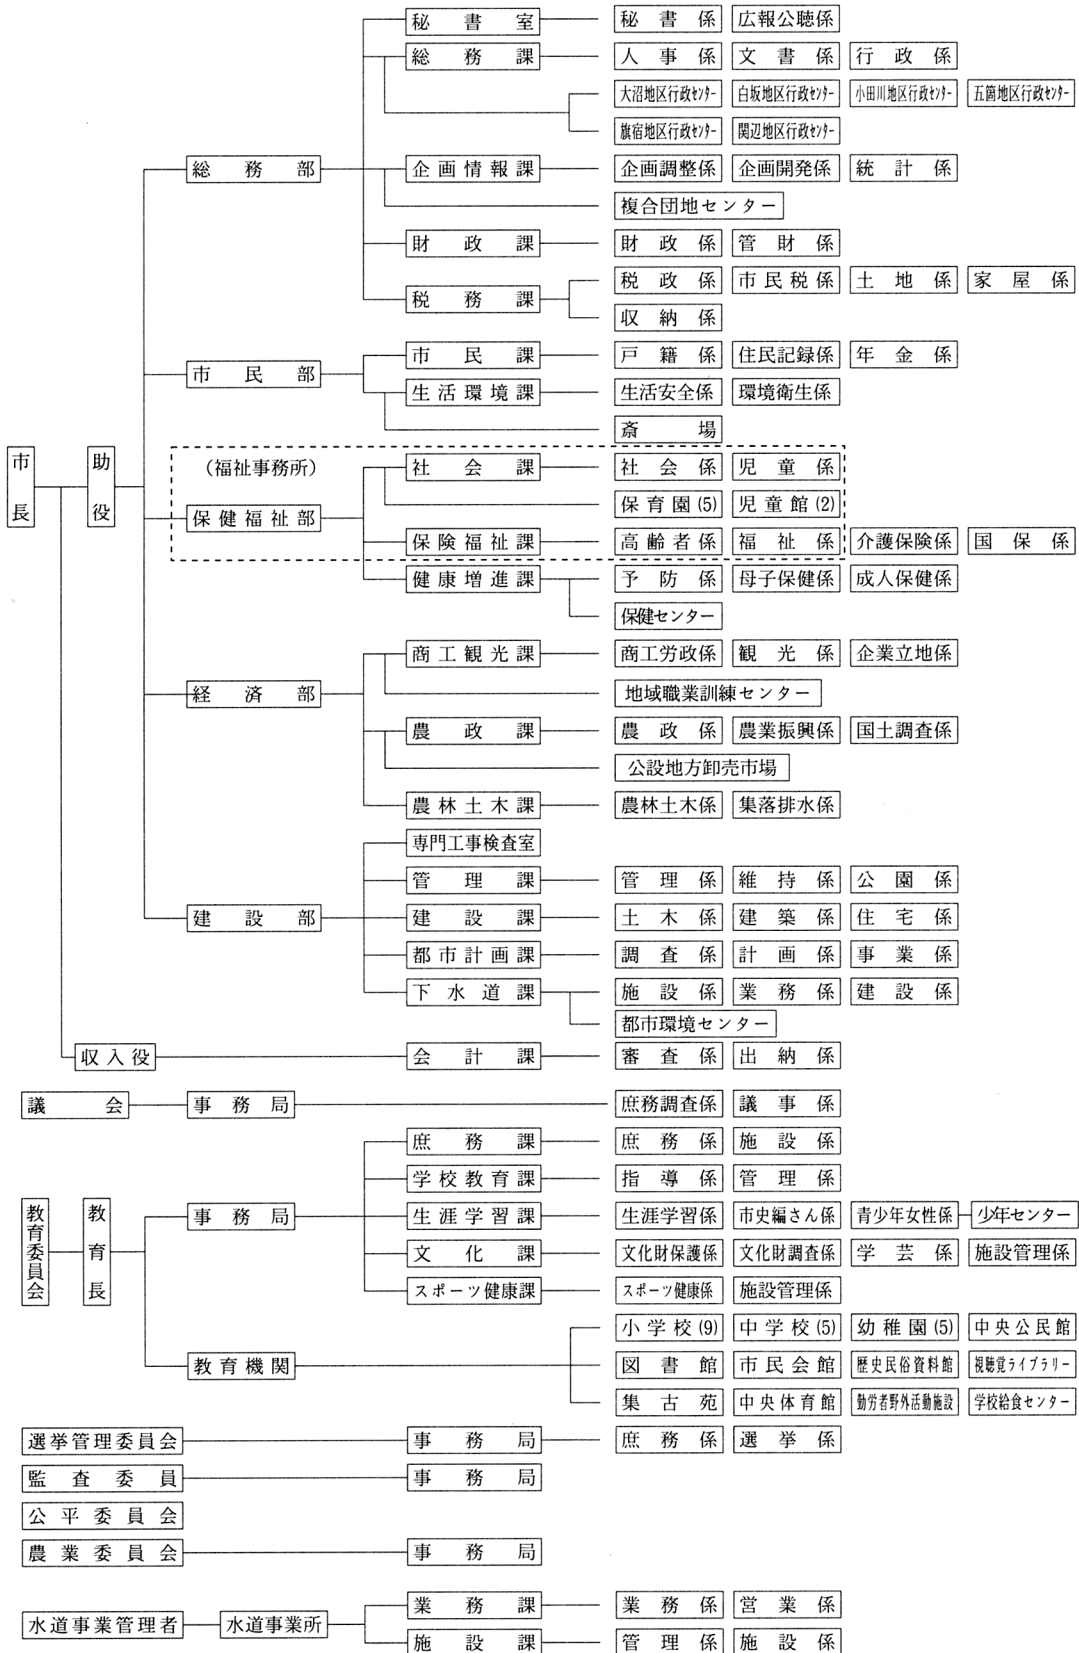 秘書室 秘書係 広報公聴係
総務課 人事係 文書係 行政係
大沼地区行政センター 白坂地区行政センター 小田川地区行政センター 五箇地区行政センター
旗宿地区行政センター 関辺地区行政センター
総務部 企画情報課 企画調整係 企画開発係 統計係
複合団地センター
財政課 財政係 管財係
税務課 税政係 市民税係 土地係 家屋係
収納係
市民部 市民課 戸籍係 住民記録係 年金係
生活環境課 生活安全係 環境衛生係
斎場
市長 助役 (福祉事務所) 社会課 社会係 児童係
保健福祉部 保育園(5) 児童館(2)
保険福祉課 高齢者係 福祉係 介護保険係 国保係
健康増進課 予防係 母子保健係 成人保健係
保健センター
商工観光課 商工労政係 観光係 企業立地係
経済部 地域職業訓練センター
農政課 農政係 農業振興係 国土調査係
公設地方卸売市場
農林土木課 農林土木係 集落排水係
専門工事検査室
管理課 管理係 維持係 公園係
建設部 建設課 土木係 建築係 住宅係
都市計画課 調査係 計画係 事業係
下水道課 施設係 業務係 建設係
都市環境センター
収入役 会計課 審査係 出納係
議会 事務局 庶務調査係 議事係
庶務課 庶務係 施設係
学校教育課 指導係 管理係
教育委員会 教育長 事務局 生涯学習課 生涯学習係 市史編さん係 青少年女性係 少年センター
文化課 文化財保護係 文化財調査係 学芸係 施設管理係
スポーツ健康課 スポーツ健康係 施設管理係
小学校(9) 中学校(5) 幼稚園(5) 中央公民館
教育機関 図書館 市民会館 歴史民俗資料館 視聴覚ライブラリー
集古苑 中央体育館 勤労者野外活動施設 学校給食センター
選挙管理委員会 事務局 庶務係 選挙係
監査委員 事務局
公平委員会
農業委員会 事務局
水道事業管理者 水道事業所 業務課 業務係 営業係
施設課 管理係 施設係